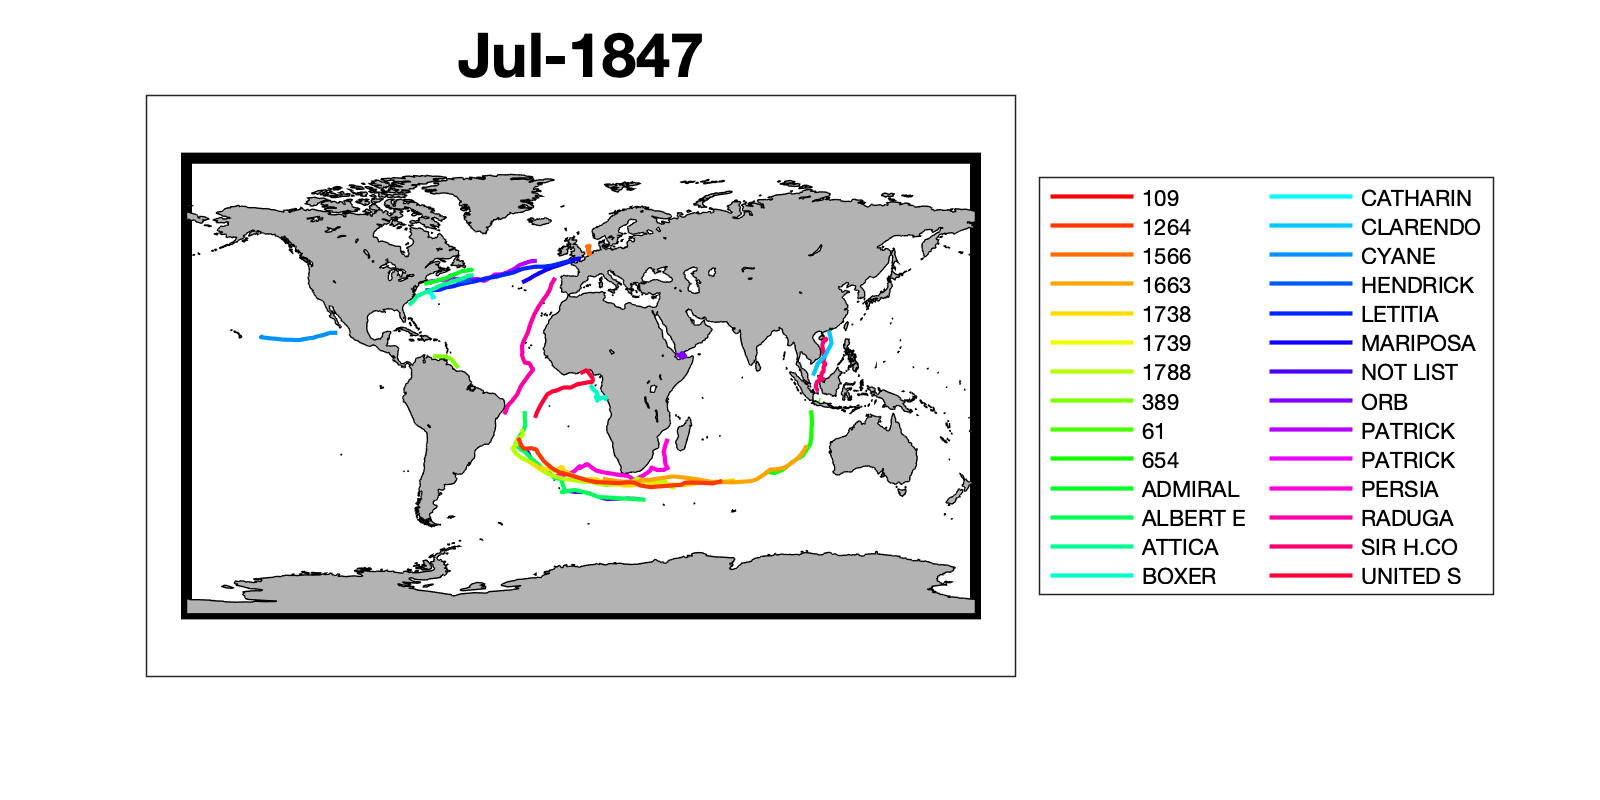 Jul-1847
109
1264
1566
1663
1738
1739
1788
389
61
654
ADMIRAL
ALBERT E
ATTICA
BOXER
CATHARIN
CLARENDO
CYANE
HENDRICK
LETITIA
MARIPOSA
NOT LIST
ORB
PATRICK
PATRICK
PERSIA
RADUGA
SIR H.CO
UNITED S